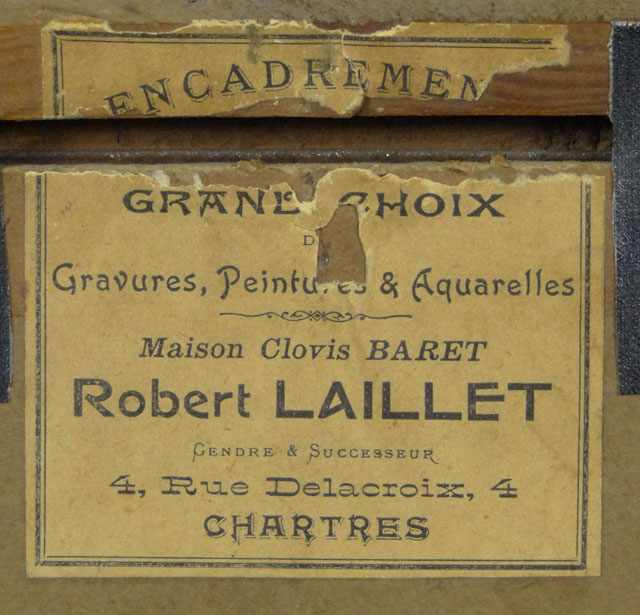 ENCADREMEN
GRAND CHOIX
D
Gravures, Peintures & Aquarelles
Maison Clovis BARET
Robert LAILLET
GENDRE & SUCCESSEUR
4, Rue Delacroix, 4
CHARTRES